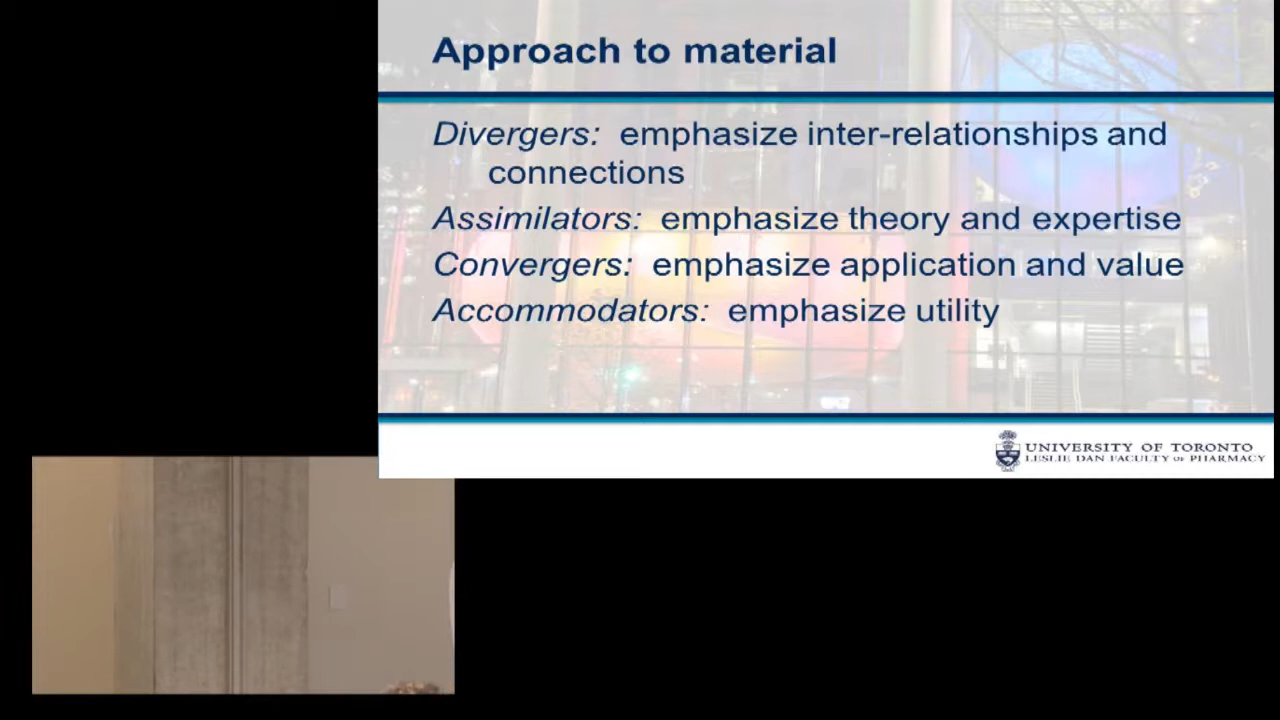 Approach to material
Divergers: emphasize inter-relationships and
connections
Assimilators: emphasize theory and expertise
Convergers: emphasize application and value
Accommodators: emphasize utility
UNIVERSITY OF TORONTO
LESLIE DAN FACULTY OF PHARMACY